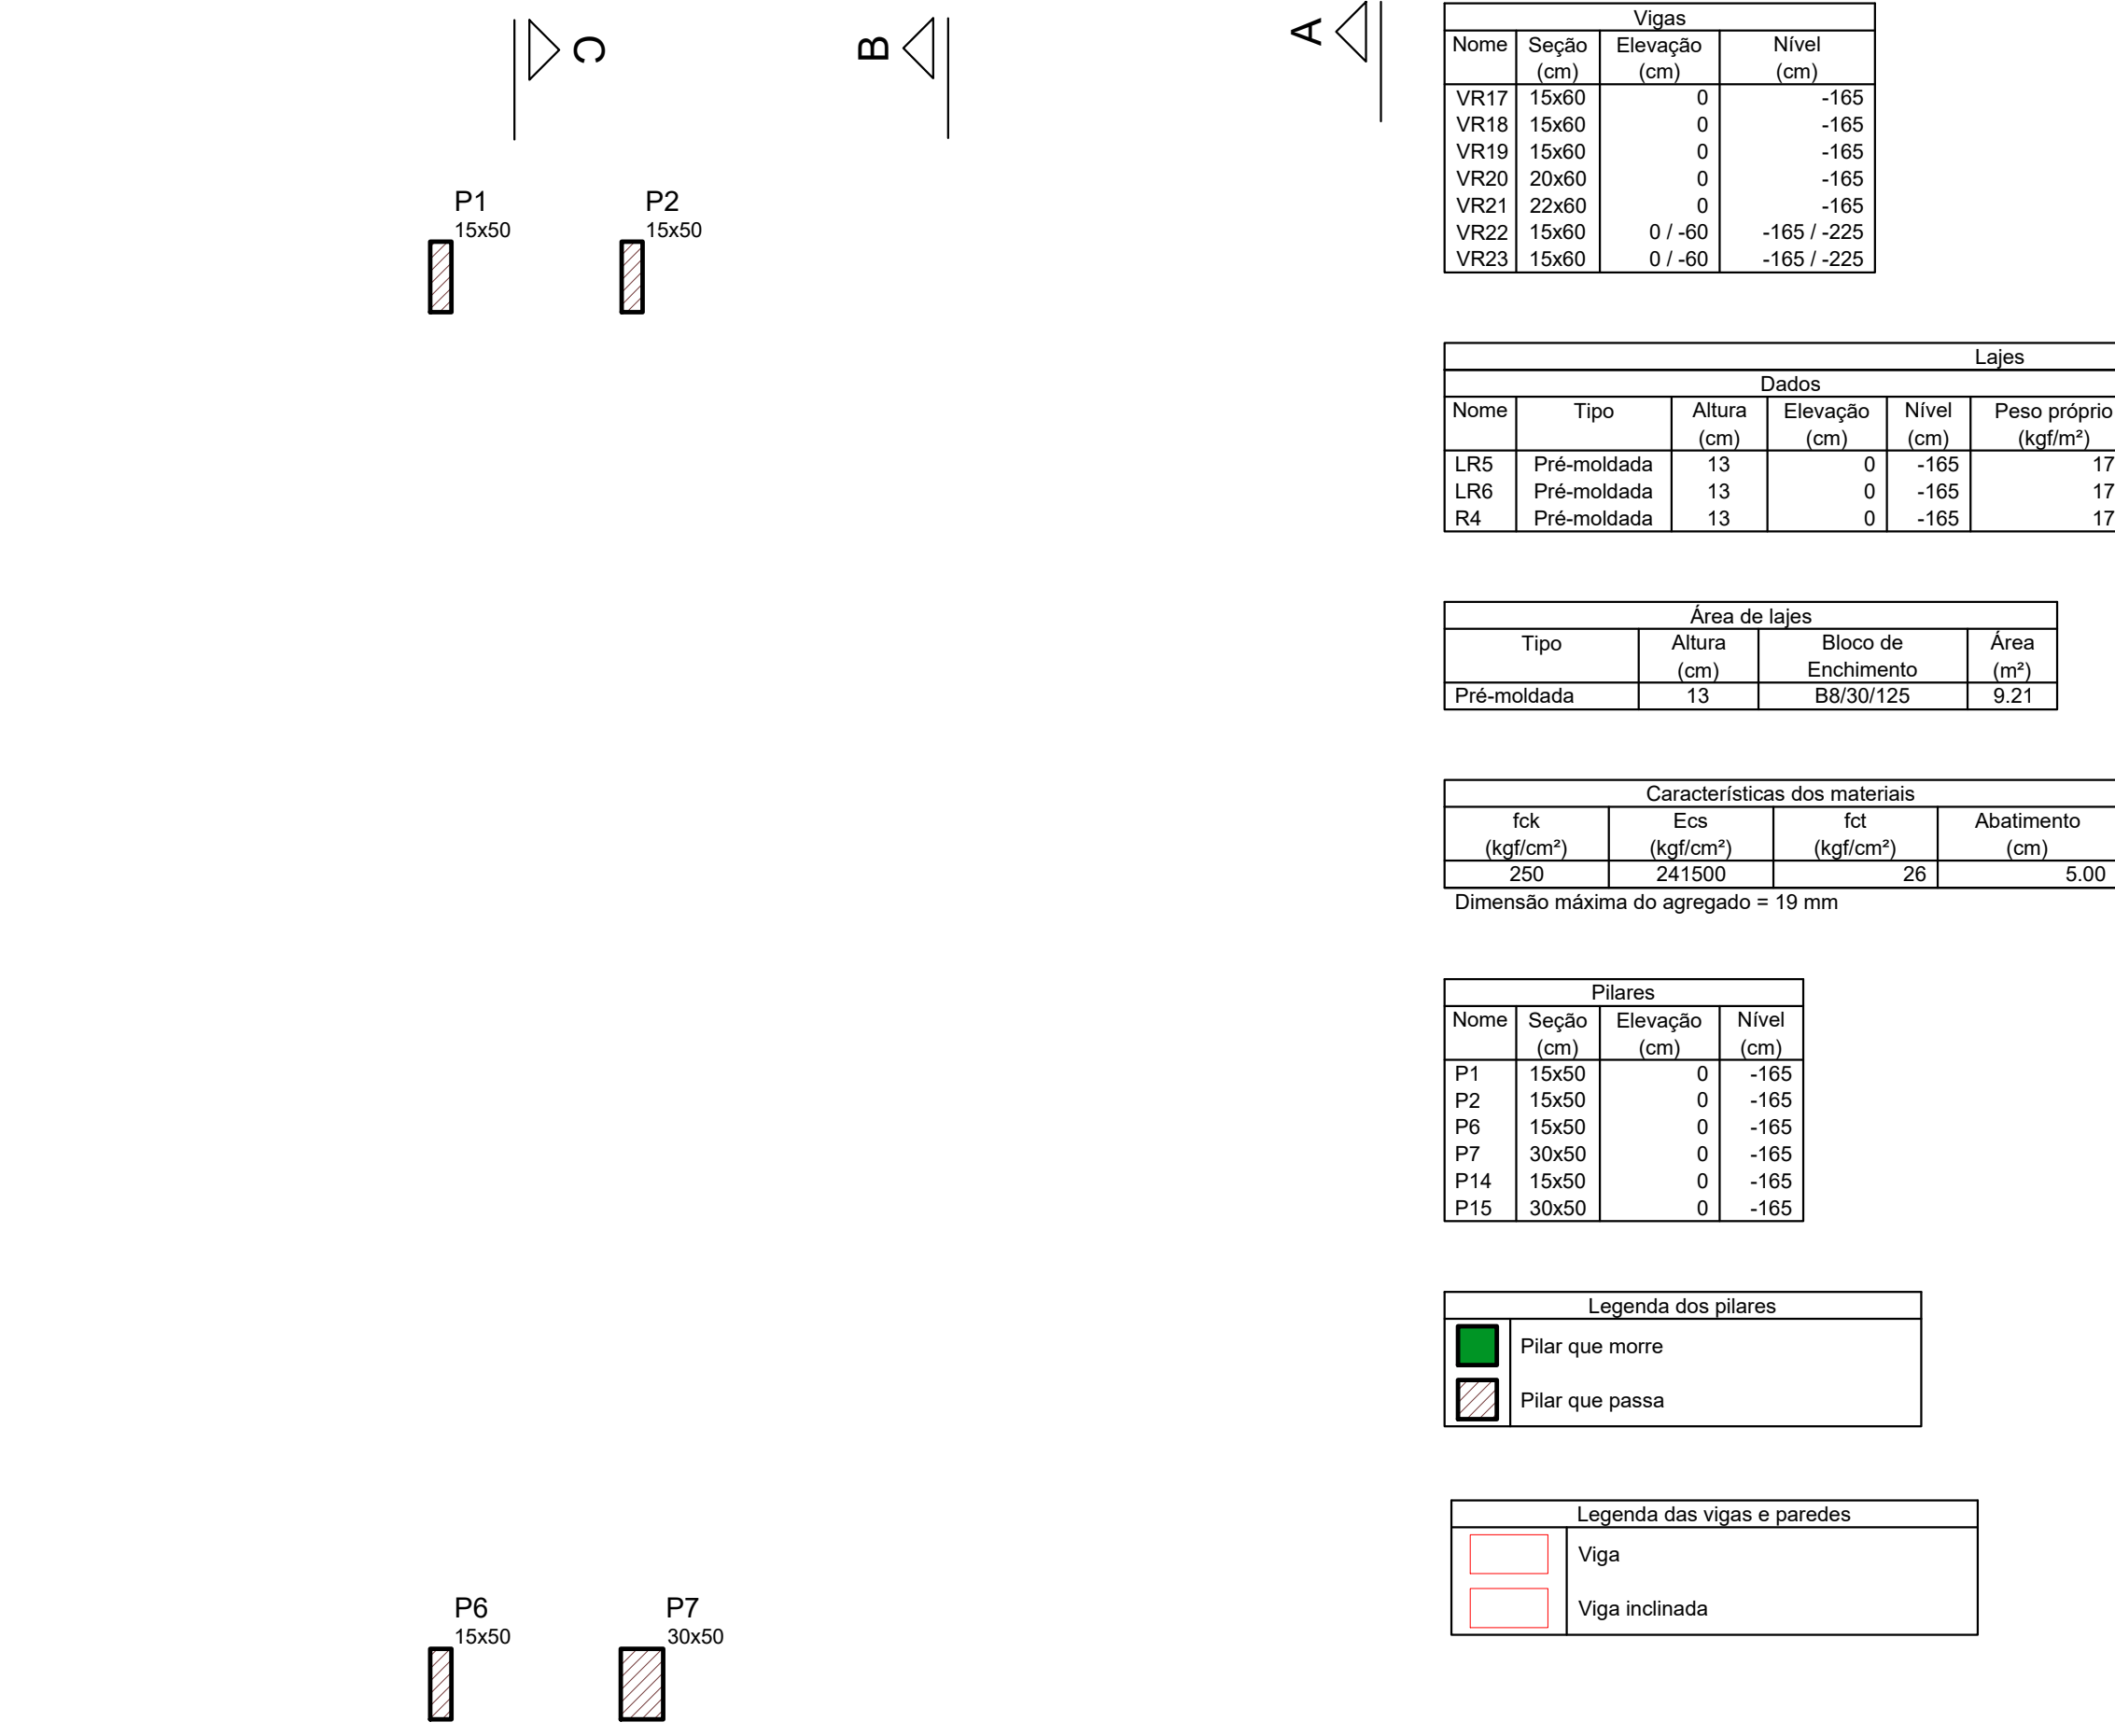 C B A
P1
15x50
P2
15x50
Vigas
Nome Seção (cm) Elevação (cm) Nível (cm)
VR17 15x60 0 -165
VR18 15x60 0 -165
VR19 15x60 0 -165
VR20 20x60 0 -165
VR21 22x60 0 -165
VR22 15x60 0 / -60 -165 / -225
VR23 15x60 0 / -60 -165 / -225
Lajes
Dados
Nome Tipo Altura (cm) Elevação (cm) Nível (cm) Peso próprio (kgf/m²)
LR5 Pré-moldada 13 0 -165 17
LR6 Pré-moldada 13 0 -165 17
R4 Pré-moldada 13 0 -165 17
Área de lajes
Tipo Altura (cm) Bloco de Enchimento Área (m²)
Pré-moldada 13 B8/30/125 9.21
Características dos materiais
fck (kgf/cm²) Ecs (kgf/cm²) fct (kgf/cm²) Abatimento (cm)
250 241500 26 5.00
Dimensão máxima do agregado = 19 mm
Pilares
Nome Seção (cm) Elevação (cm) Nível (cm)
P1 15x50 0 -165
P2 15x50 0 -165
P6 15x50 0 -165
P7 30x50 0 -165
P14 15x50 0 -165
P15 30x50 0 -165
Legenda dos pilares
Pilar que morre
Pilar que passa
Legenda das vigas e paredes
Viga
Viga inclinada
P6
15x50
P7
30x50